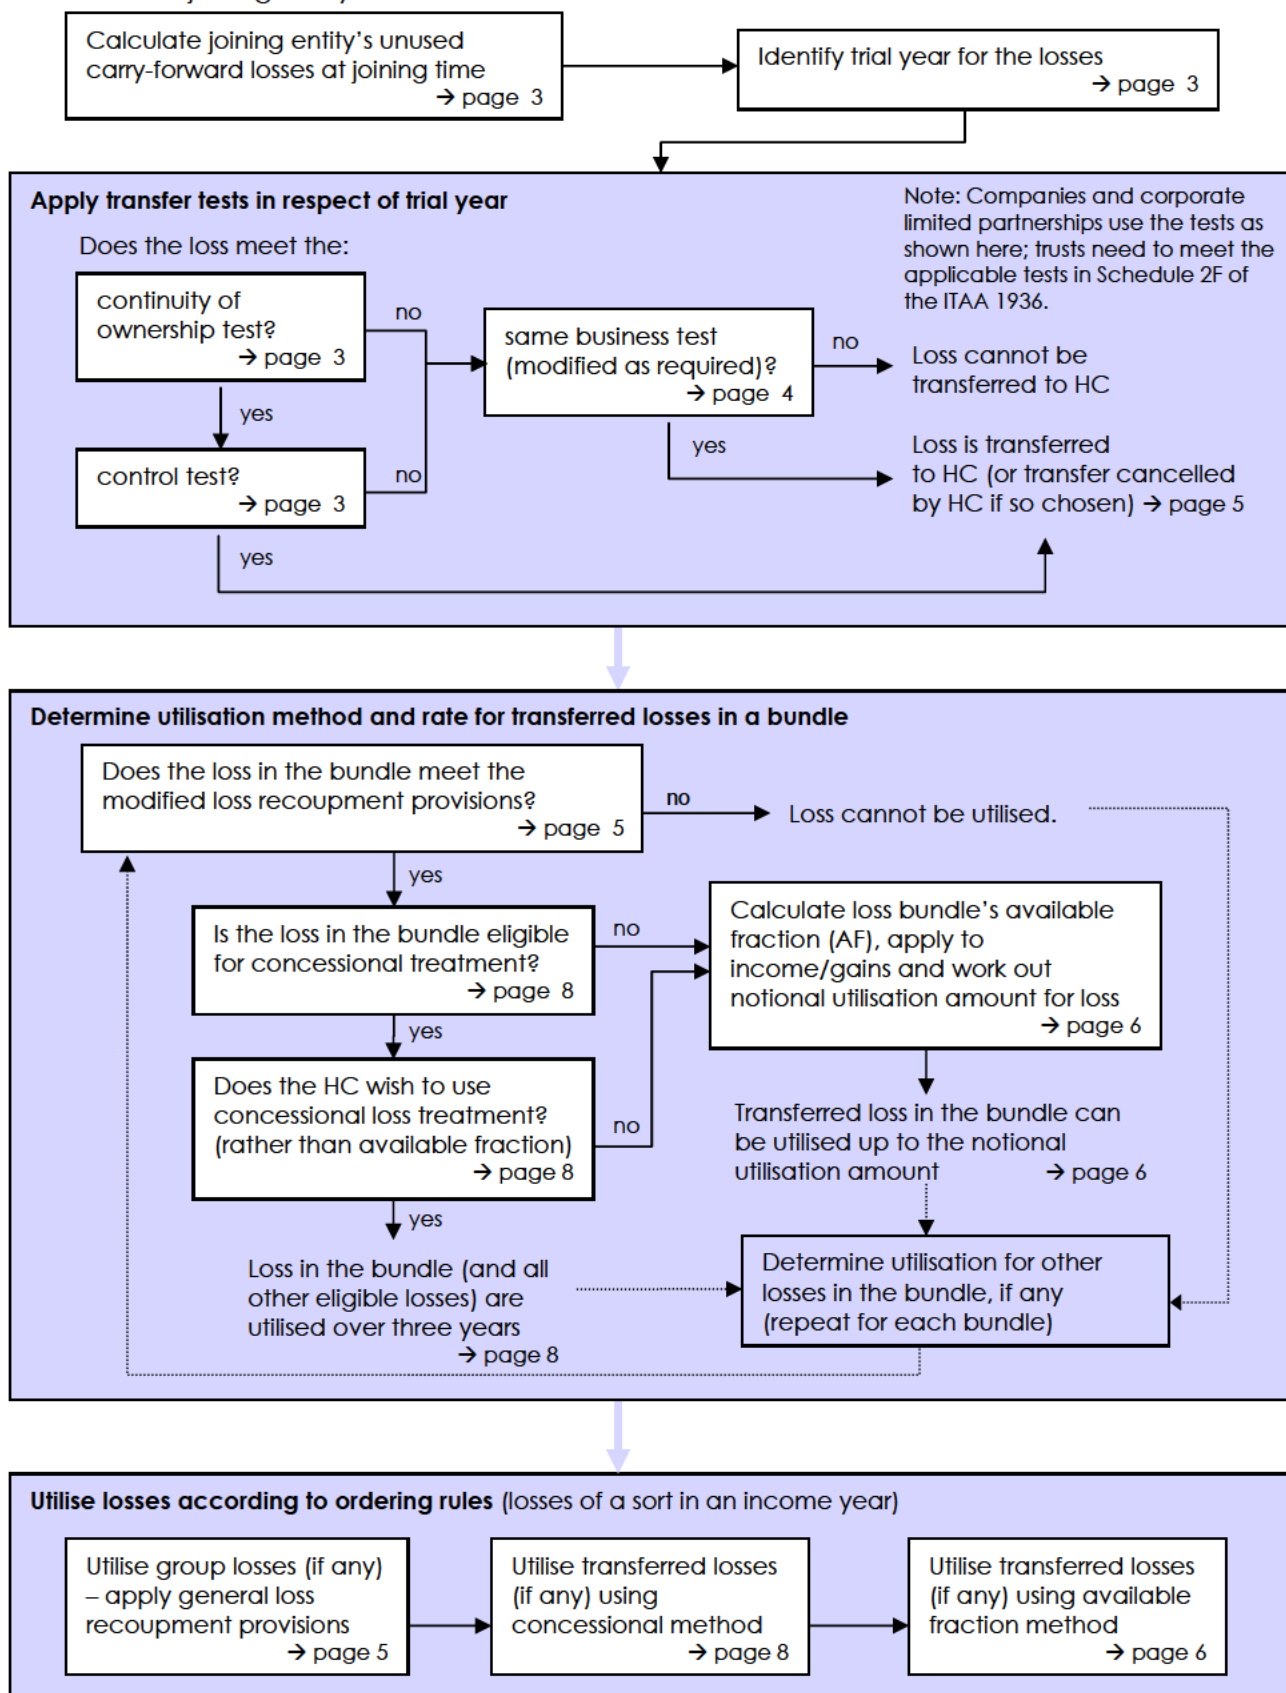 Calculate joining entity's unused
carry-forward losses at joining time
→ page 3
Identify trial year for the losses
→ page 3
Apply transfer tests in respect of trial year
Note: Companies and corporate
limited partnerships use the tests as
shown here; trusts need to meet the
applicable tests in Schedule 2F of
the ITAA 1936.
Does the loss meet the:
continuity of
ownership test?
→ page 3
no
same business test
(modified as required)?
→ page 4
no
Loss cannot be
transferred to HC
yes
yes
Loss is transferred
to HC (or transfer cancelled
by HC if so chosen) → page 5
control test?
→ page 3
no
yes
Determine utilisation method and rate for transferred losses in a bundle
Does the loss in the bundle meet the
modified loss recoupment provisions?
→ page 5
no
Loss cannot be utilised.
yes
Is the loss in the bundle eligible
for concessional treatment?
→ page 8
no
Calculate loss bundle's available
fraction (AF), apply to
income/gains and work out
notional utilisation amount for loss
→ page 6
yes
Does the HC wish to use
concessional loss treatment?
(rather than available fraction)
→ page 8
no
Transferred loss in the bundle can
be utilised up to the notional
utilisation amount → page 6
yes
Loss in the bundle (and all
other eligible losses) are
utilised over three years
→ page 8
Determine utilisation for other
losses in the bundle, if any
(repeat for each bundle)
Utilise losses according to ordering rules (losses of a sort in an income year)
Utilise group losses (if any)
– apply general loss
recoupment provisions
→ page 5
Utilise transferred losses
(if any) using
concessional method
→ page 8
Utilise transferred losses
(if any) using available
fraction method
→ page 6